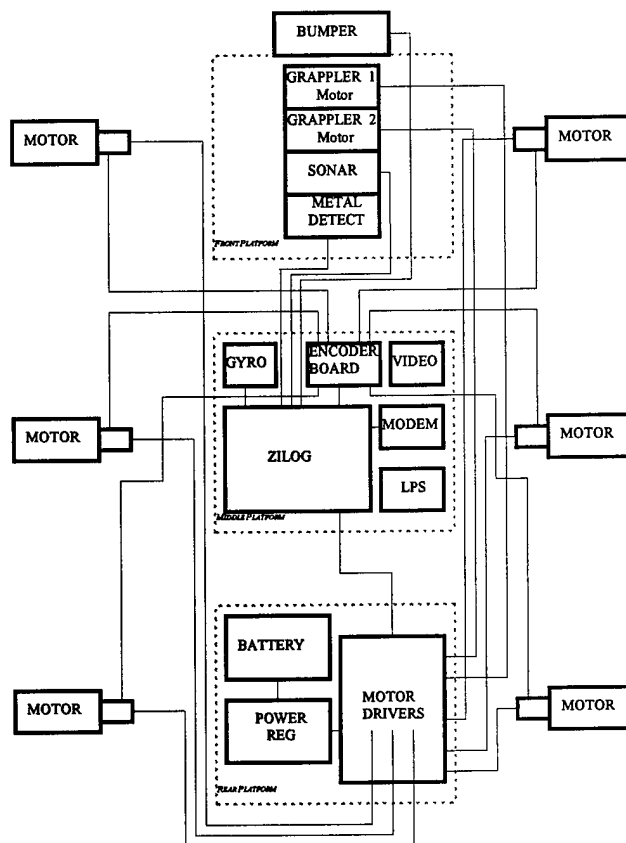 BUMPER
GRAPPLER 1
Motor
GRAPPLER 2
Motor
SONAR
METAL
DETECT
FRONT PLATFORM
MOTOR
MOTOR
GYRO
ENCODER
BOARD
VIDEO
MOTOR
ZILOG
MODEM
LPS
MIDDLE PLATFORM
MOTOR
BATTERY
POWER
REG
MOTOR
DRIVERS
REAR PLATFORM
MOTOR
MOTOR